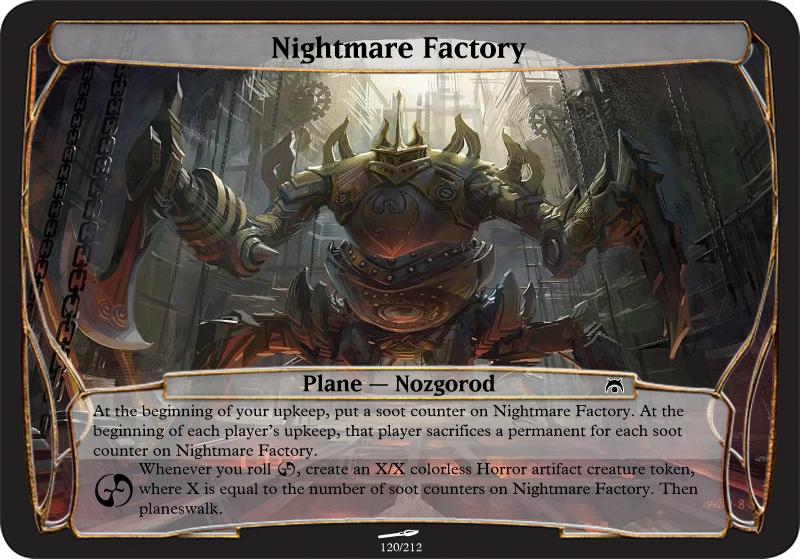 Nightmare Factory
Plane — Nozgorod
At the beginning of your upkeep, put a soot counter on Nightmare Factory. At the
beginning of each player's upkeep, that player sacrifices a permanent for each soot
counter on Nightmare Factory.
Whenever you roll , create an X/X colorless Horror artifact creature token,
where X is equal to the number of soot counters on Nightmare Factory. Then
planeswalk.
120/212